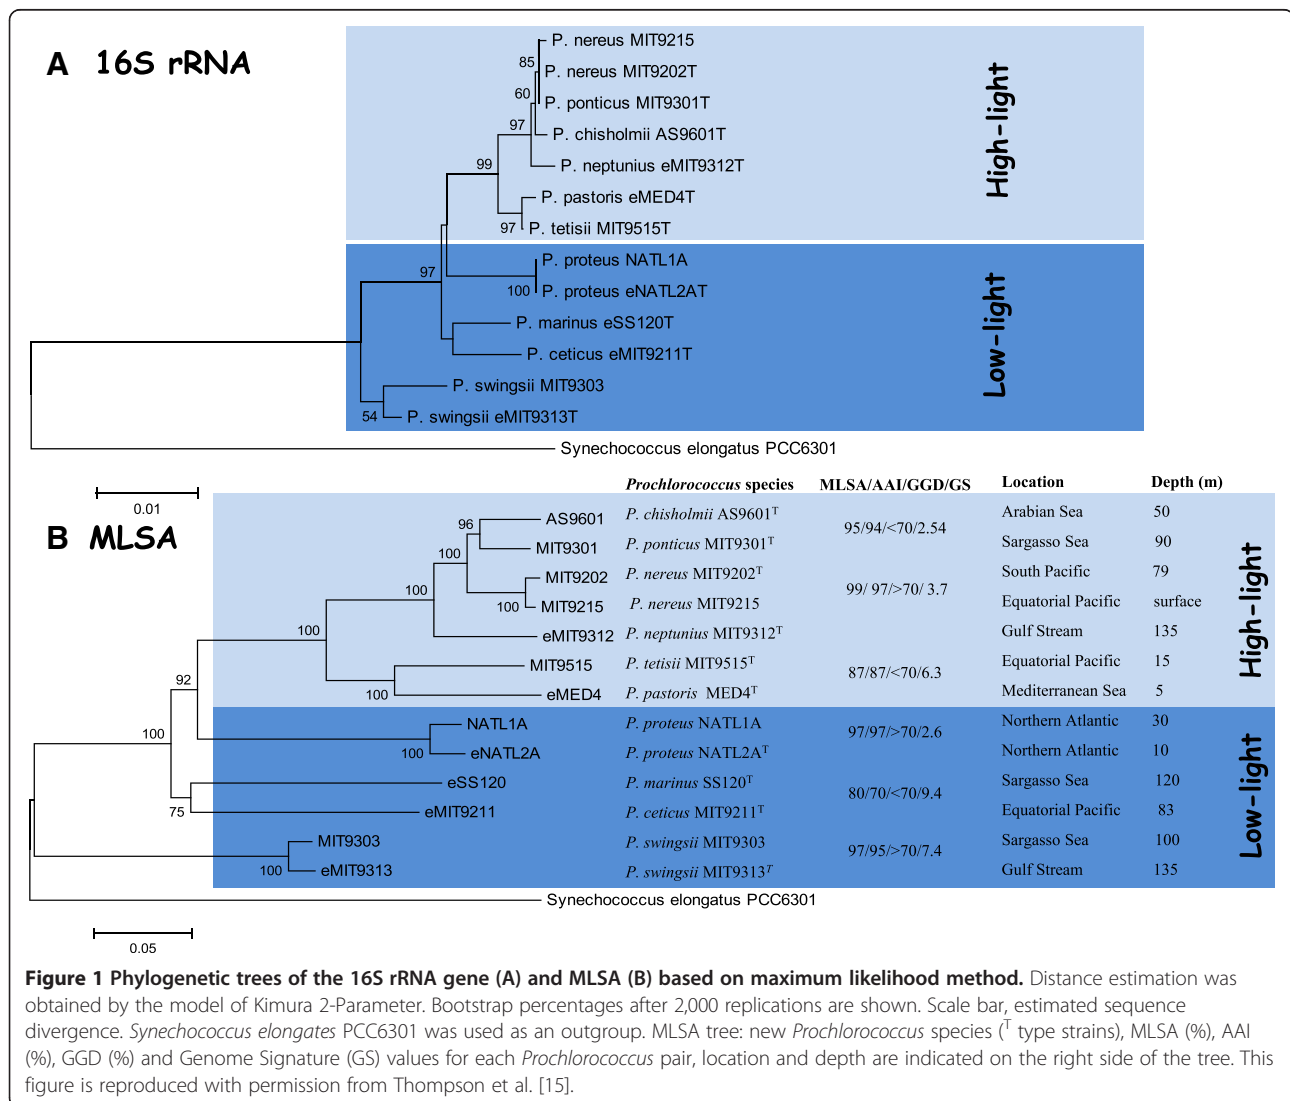 A 16S rRNA
P. nereus MIT9215
85
P. nereus MIT9202T
60
P. ponticus MIT9301T
97
P. chisholmii AS9601T
99
P. neptunius eMIT9312T
P. pastoris eMED4T
97
P. tetisii MIT9515T
High-light
P. proteus NATL1A
97
100
P. proteus eNATL2AT
P. marinus eSS120T
P. ceticus eMIT9211T
P. swingsii MIT9303
54
P. swingsii eMIT9313T
Low-light
Synechococcus elongatus PCC6301
0.01
B MLSA
Prochlorococcus species MLSA/AAI/GGD/GS Location Depth (m)
96 AS9601 P. chisholmii AS9601T Arabian Sea 50
95/94/<70/2.54
100 MIT9301 P. ponticus MIT9301T Sargasso Sea 90
100 MIT9202 P. nereus MIT9202T South Pacific 79
99/ 97/>70/ 3.7
100 MIT9215 P. nereus MIT9215 Equatorial Pacific surface
100 eMIT9312 P. neptunius MIT9312T Gulf Stream 135
MIT9515 P. tetisii MIT9515T Equatorial Pacific 15
87/87/<70/6.3
100 eMED4 P. pastoris MED4T Mediterranean Sea 5
High-light
92 NATL1A P. proteus NATL1A Northern Atlantic 30
97/97/>70/2.6
100 100 eNATL2A P. proteus NATL2AT Northern Atlantic 10
eSS120 P. marinus SS120T Sargasso Sea 120
80/70/<70/9.4
75 eMIT9211 P. ceticus MIT9211T Equatorial Pacific 83
MIT9303 P. swingsii MIT9303 Sargasso Sea 100
97/95/>70/7.4
100 eMIT9313 P. swingsii MIT9313T Gulf Stream 135
Low-light
Synechococcus elongatus PCC6301
0.05
Figure 1 Phylogenetic trees of the 16S rRNA gene (A) and MLSA (B) based on maximum likelihood method. Distance estimation was
obtained by the model of Kimura 2-Parameter. Bootstrap percentages after 2,000 replications are shown. Scale bar, estimated sequence
divergence. Synechococcus elongates PCC6301 was used as an outgroup. MLSA tree: new Prochlorococcus species (T type strains), MLSA (%), AAI
(%), GGD (%) and Genome Signature (GS) values for each Prochlorococcus pair, location and depth are indicated on the right side of the tree. This
figure is reproduced with permission from Thompson et al. [15].